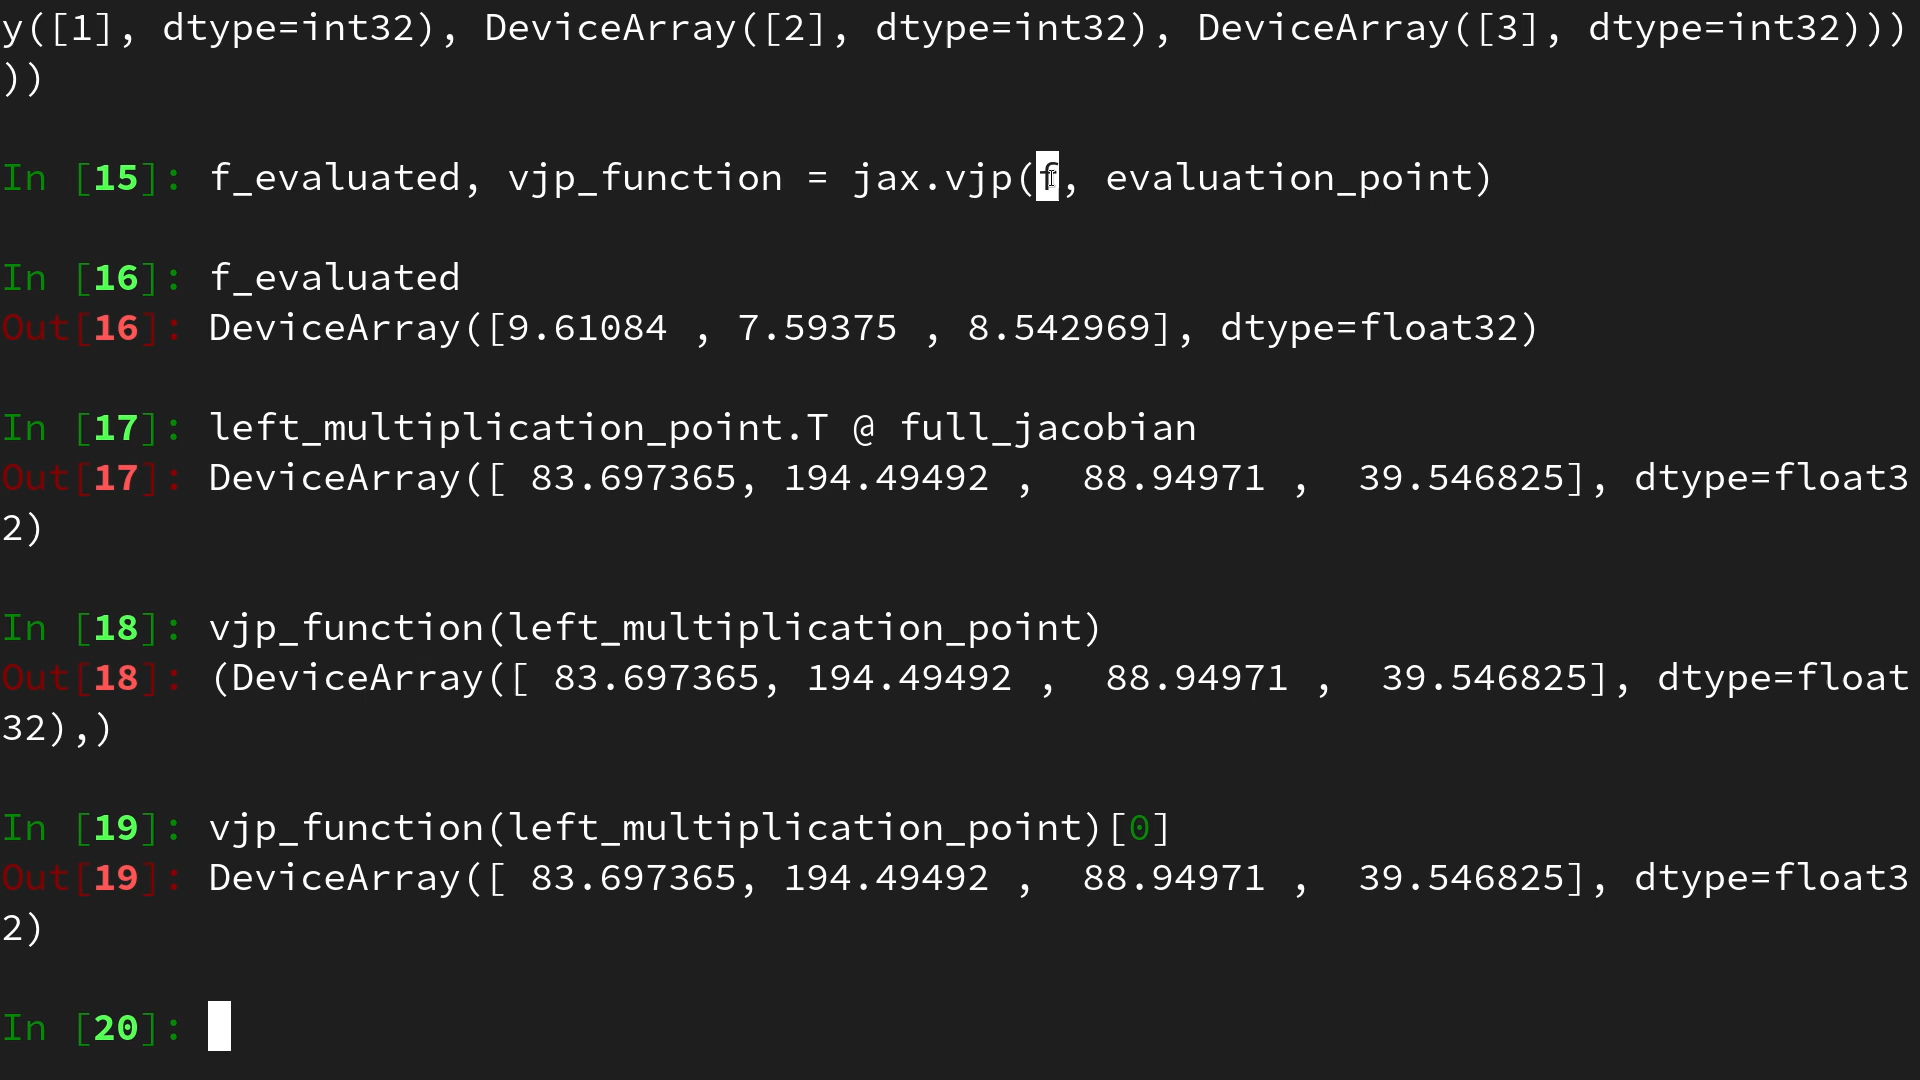 y([1], dtype=int32), DeviceArray([2], dtype=int32), DeviceArray([3], dtype=int32)))
))
In [15]: f_evaluated, vjp_function = jax.vjp(f, evaluation_point)
In [16]: f_evaluated
Out[16]: DeviceArray([9.61084 , 7.59375 , 8.542969], dtype=float32)
In [17]: left_multiplication_point.T @ full_jacobian
Out[17]: DeviceArray([ 83.697365, 194.49492 ,  88.94971 ,  39.546825], dtype=float3
2)
In [18]: vjp_function(left_multiplication_point)
Out[18]: (DeviceArray([ 83.697365, 194.49492 ,  88.94971 ,  39.546825], dtype=float
32),)
In [19]: vjp_function(left_multiplication_point)[0]
Out[19]: DeviceArray([ 83.697365, 194.49492 ,  88.94971 ,  39.546825], dtype=float3
2)
In [20]: